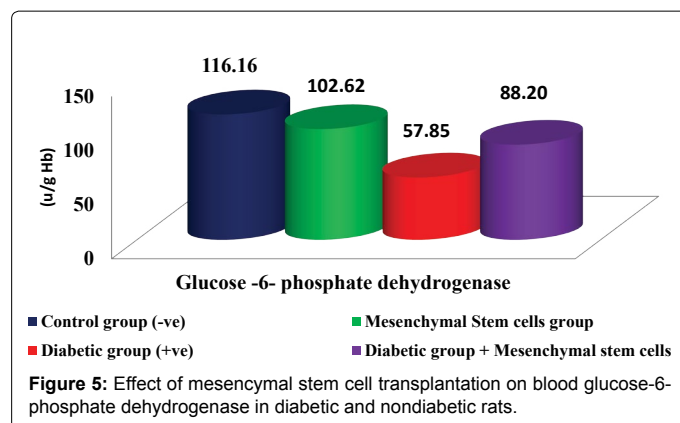 116.16
102.62
57.85
88.20
150
100
50
0
(u/g Hb)
Glucose -6- phosphate dehydrogenase
Control group (-ve)
Mesenchymal Stem cells group
Diabetic group (+ve)
Diabetic group + Mesenchymal stem cells
Figure 5: Effect of mesencymal stem cell transplantation on blood glucose-6-
phosphate dehydrogenase in diabetic and nondiabetic rats.